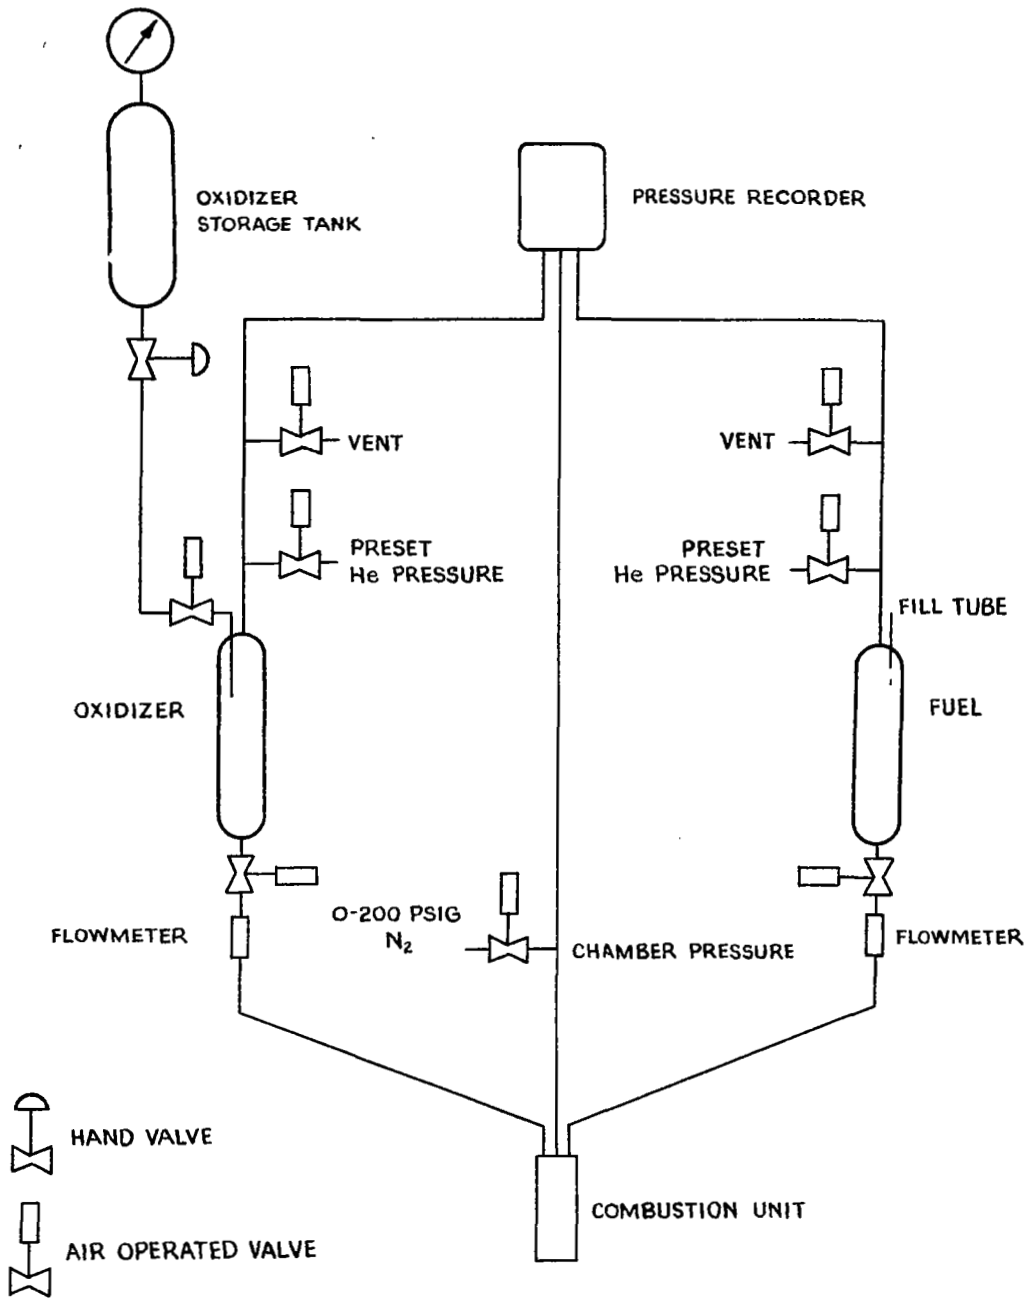 OXIDIZER
STORAGE TANK
PRESSURE RECORDER
VENT
VENT
PRESET
He PRESSURE
PRESET
He PRESSURE
FILL TUBE
OXIDIZER
FUEL
FLOWMETER
0-200 PSIG
N₂
CHAMBER PRESSURE
FLOWMETER
HAND VALVE
COMBUSTION UNIT
AIR OPERATED VALVE